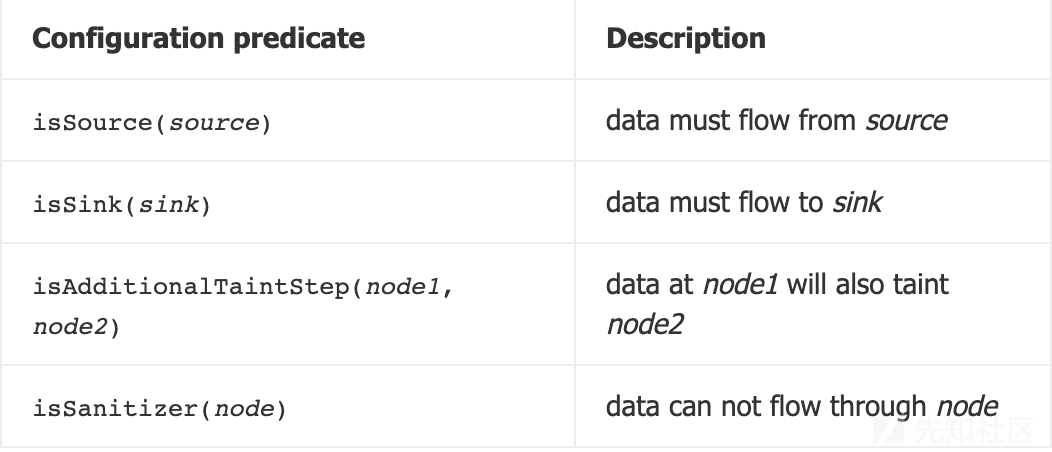 Configuration predicate
Description
isSource(source)
data must flow from source
isSink(sink)
data must flow to sink
isAdditionalTaintStep(node1,
node2)
data at node1 will also taint
node2
isSanitizer(node)
data can not flow through node
先知社区